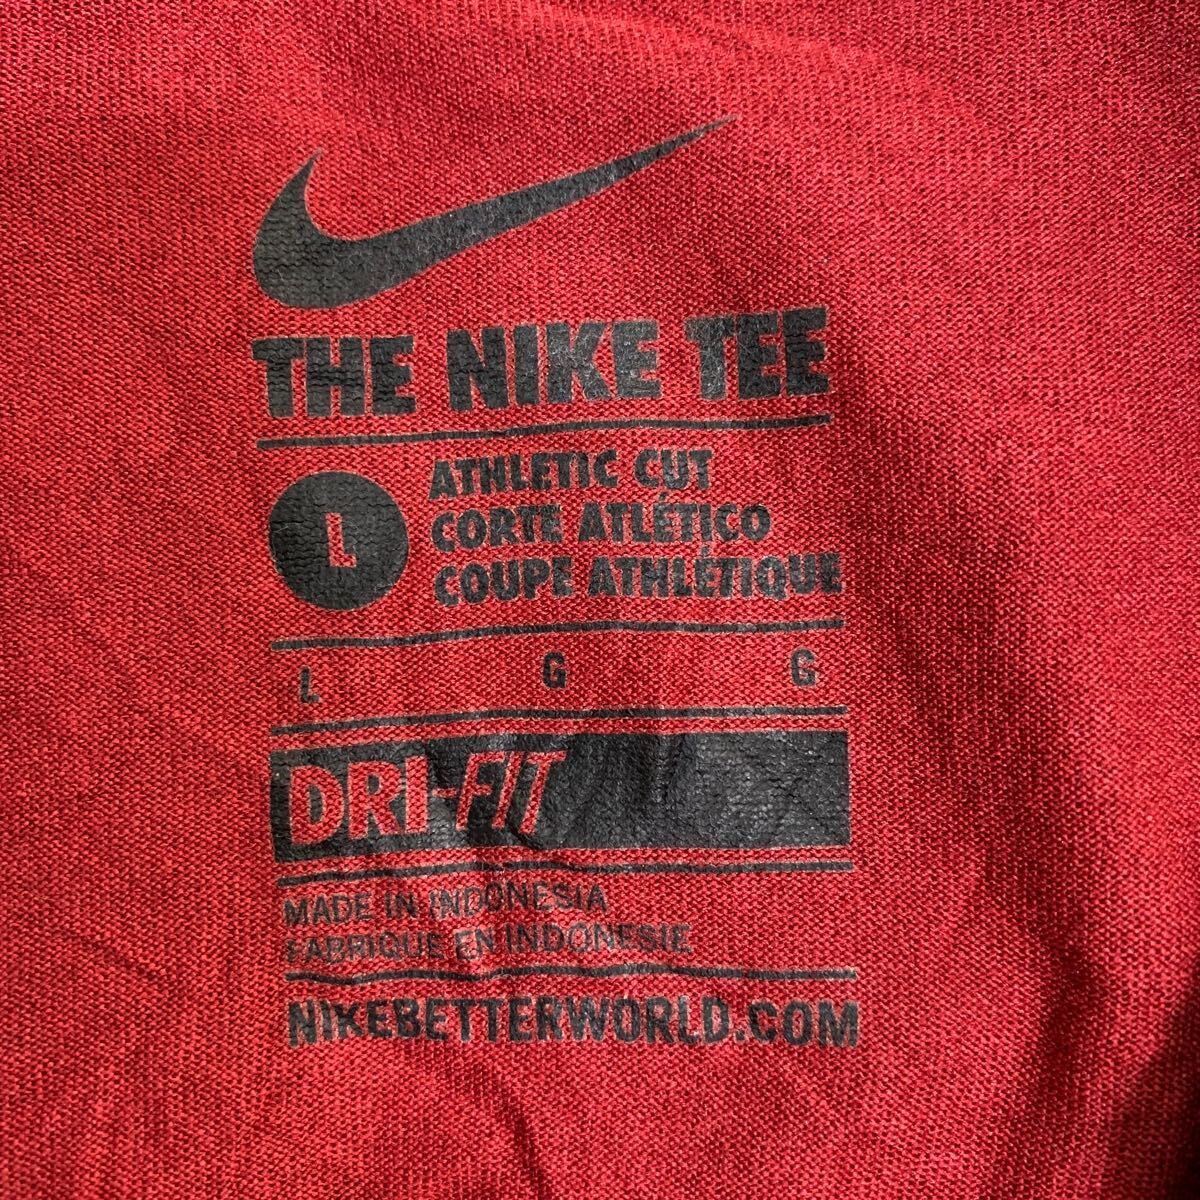 THE NIKE TEE
L
ATHLETIC CUT
CORTE ATLÉTICO
COUPE ATHLÉTIQUE
L G G
DRI-FIT
MADE IN INDONESIA
FABRIQUE EN INDONESIE
NIKEBETTERWORLD.COM